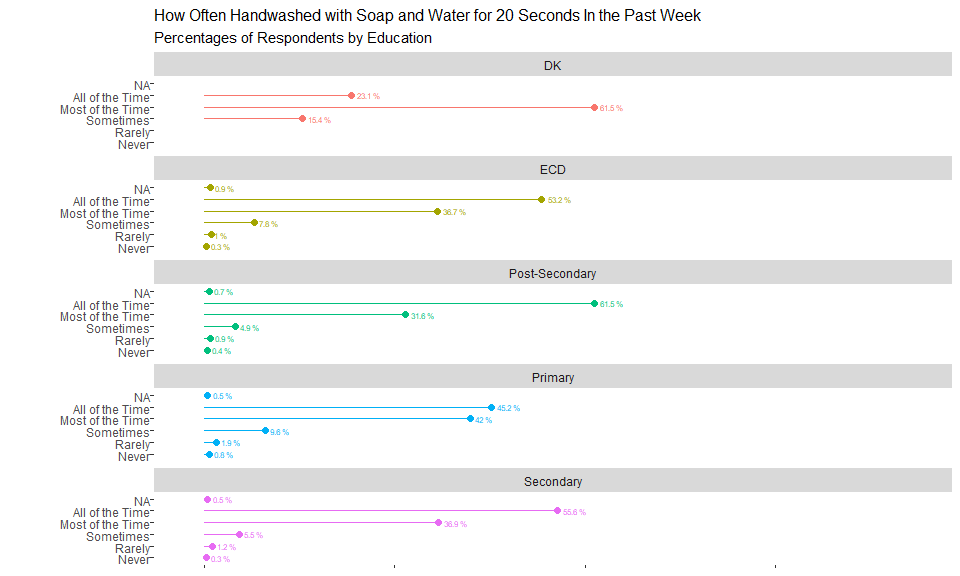 How Often Handwashed with Soap and Water for 20 Seconds In the Past Week
Percentages of Respondents by Education
DK
NA
All of the Time 23.1 %
Most of the Time 61.5 %
Sometimes 15.4 %
Rarely
Never
ECD
NA 0.9 %
All of the Time 53.2 %
Most of the Time 36.7 %
Sometimes 7.8 %
Rarely 1 %
Never 0.3 %
Post-Secondary
NA 0.7 %
All of the Time 61.5 %
Most of the Time 31.6 %
Sometimes 4.9 %
Rarely 0.9 %
Never 0.4 %
Primary
NA 0.5 %
All of the Time 45.2 %
Most of the Time 42 %
Sometimes 9.6 %
Rarely 1.9 %
Never 0.8 %
Secondary
NA 0.5 %
All of the Time 55.6 %
Most of the Time 36.9 %
Sometimes 5.5 %
Rarely 1.2 %
Never 0.3 %